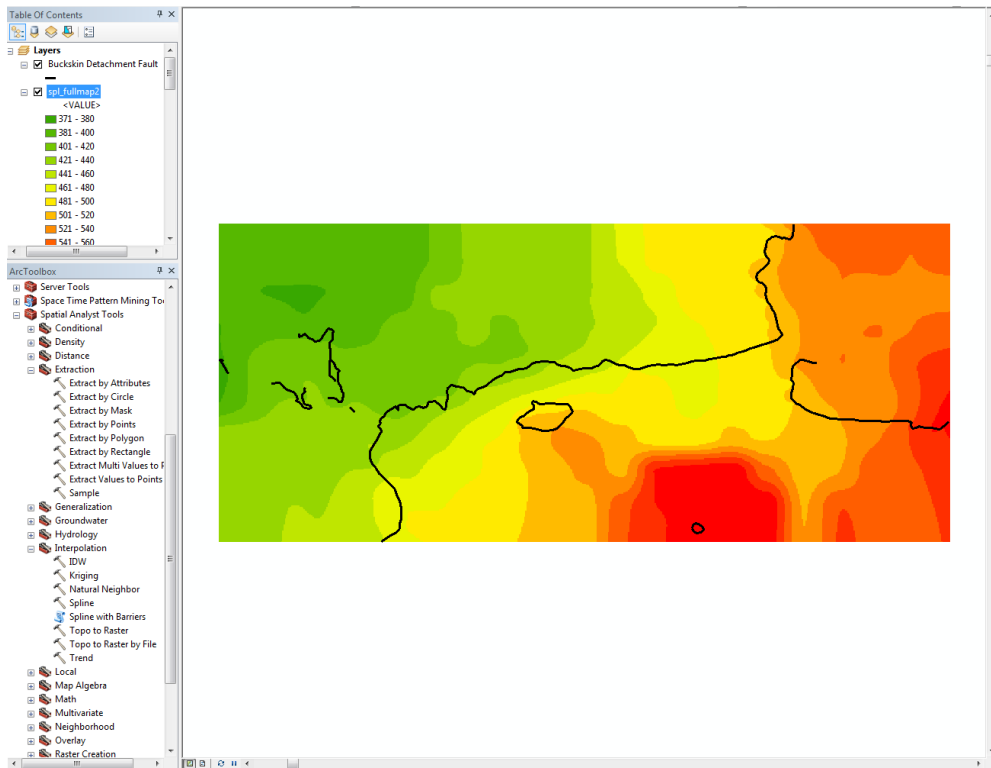 Table Of Contents
Layers
Buckskin Detachment Fault
spl_fullmap2
<VALUE>
371 - 380
381 - 400
401 - 420
421 - 440
441 - 460
461 - 480
481 - 500
501 - 520
521 - 540
541 - 560
ArcToolbox
Server Tools
Space Time Pattern Mining To
Spatial Analyst Tools
Conditional
Density
Distance
Extraction
Extract by Attributes
Extract by Circle
Extract by Mask
Extract by Points
Extract by Polygon
Extract by Rectangle
Extract Multi Values to P
Extract Values to Points
Sample
Generalization
Groundwater
Hydrology
Interpolation
IDW
Kriging
Natural Neighbor
Spline
Spline with Barriers
Topo to Raster
Topo to Raster by File
Trend
Local
Map Algebra
Math
Multivariate
Neighborhood
Overlay
Raster Creation